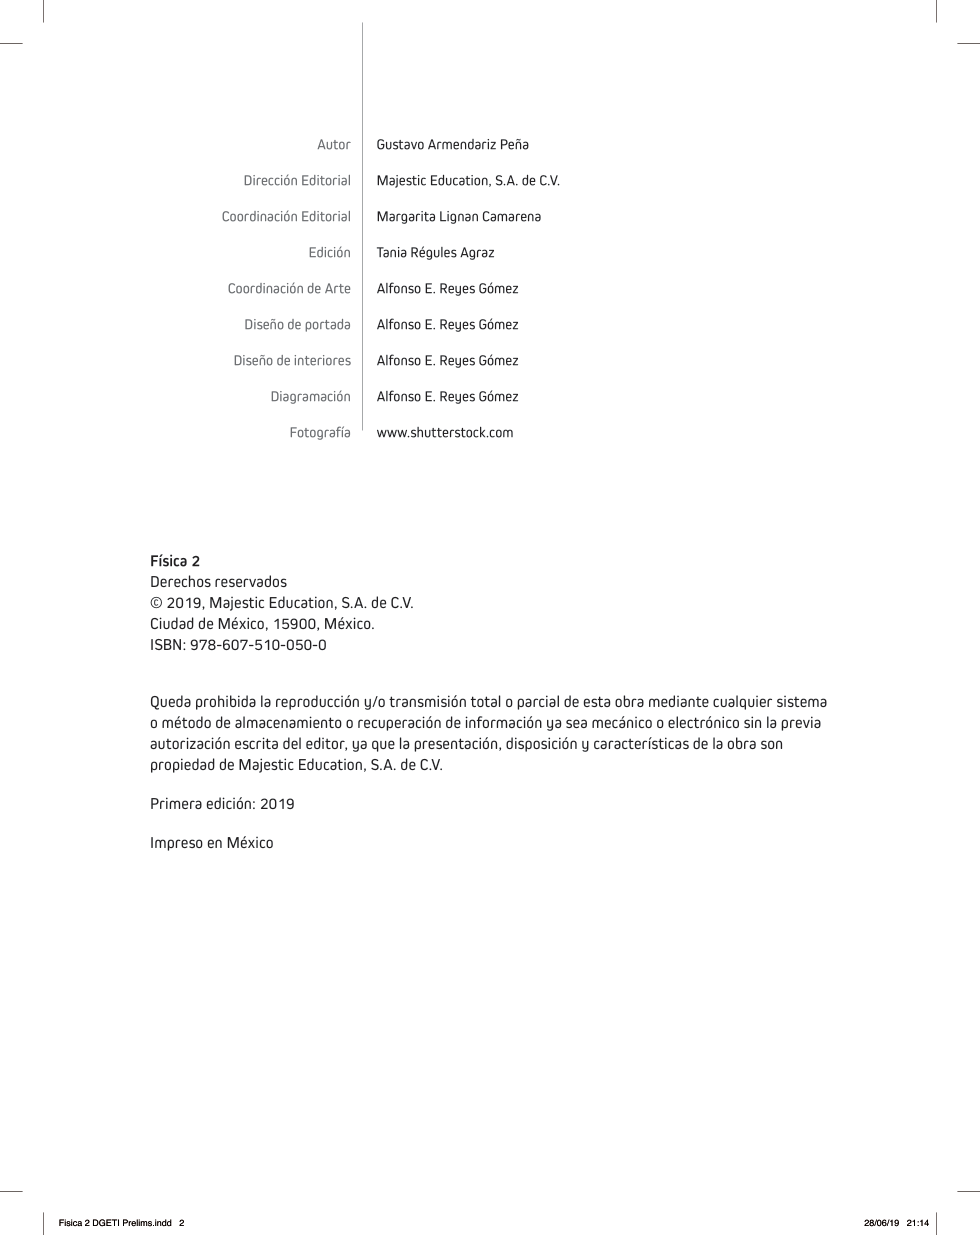 Autor Gustavo Armendariz Peña
Dirección Editorial Majestic Education, S.A. de C.V.
Coordinación Editorial Margarita Lignan Camarena
Edición Tania Régules Agraz
Coordinación de Arte Alfonso E. Reyes Gómez
Diseño de portada Alfonso E. Reyes Gómez
Diseño de interiores Alfonso E. Reyes Gómez
Diagramación Alfonso E. Reyes Gómez
Fotografía www.shutterstock.com
Física 2
Derechos reservados
© 2019, Majestic Education, S.A. de C.V.
Ciudad de México, 15900, México.
ISBN: 978-607-510-050-0
Queda prohibida la reproducción y/o transmisión total o parcial de esta obra mediante cualquier sistema
o método de almacenamiento o recuperación de información ya sea mecánico o electrónico sin la previa
autorización escrita del editor, ya que la presentación, disposición y características de la obra son
propiedad de Majestic Education, S.A. de C.V.
Primera edición: 2019
Impreso en México
Fisica 2 DGETI Prelims.indd 2 28/06/19 21:14